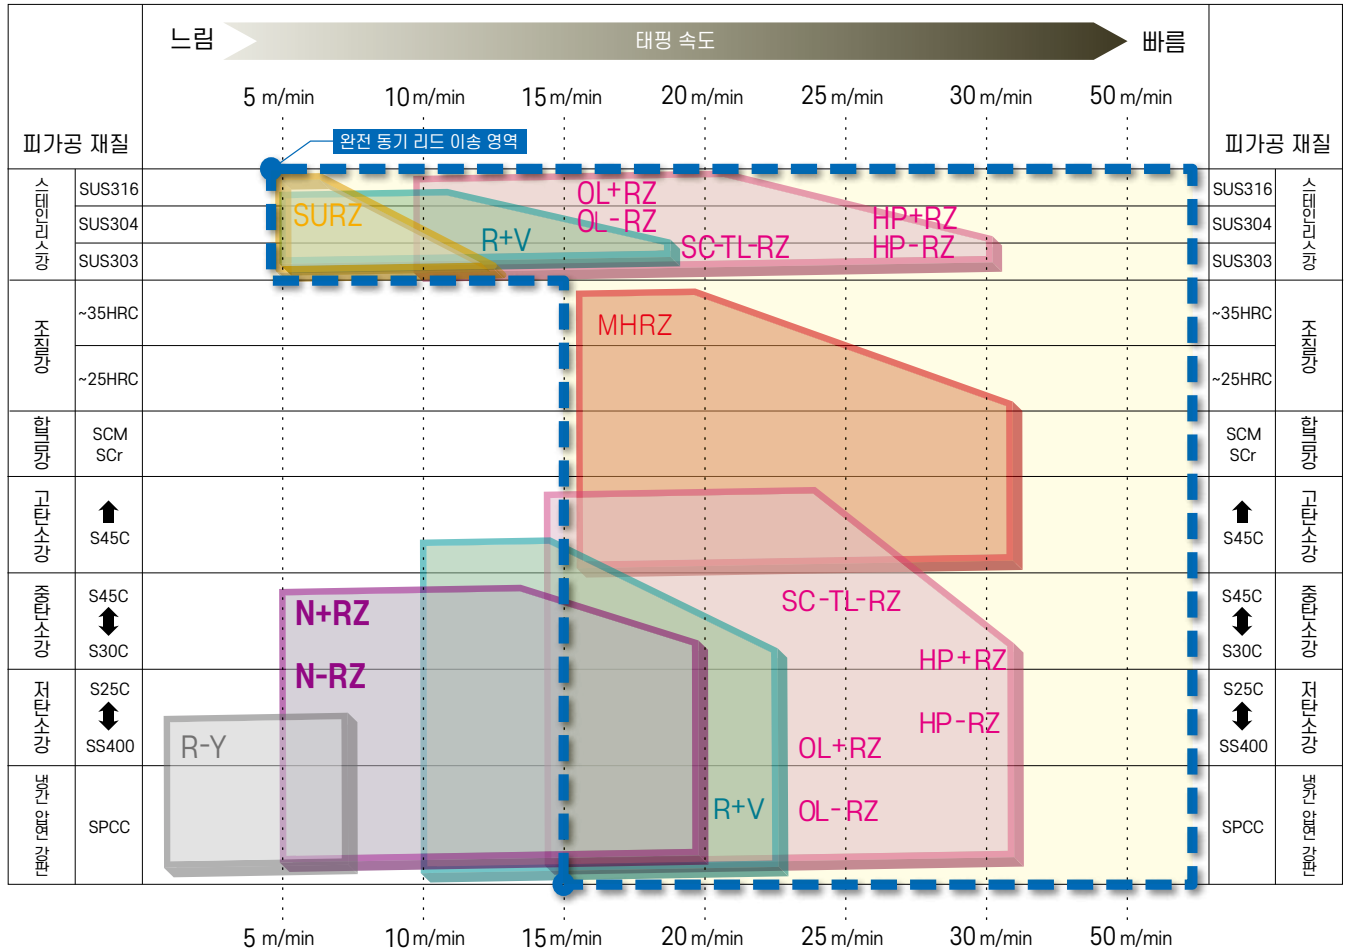 느림
태핑 속도
빠름
5 m/min
10 m/min
15 m/min
20 m/min
25 m/min
30 m/min
50 m/min
피가공 재질
완전 동기 리드 이송 영역
피가공 재질
스테인리스강
SUS316
SUS304
SUS303
SURZ
R+V
OL+RZ
OL-RZ
SC-TL-RZ
HP+RZ
HP-RZ
SUS316
SUS304
SUS303
스테인리스강
조질강
~35HRC
~25HRC
MHRZ
~35HRC
~25HRC
조질강
합금강
SCM
SCr
SCM
SCr
합금강
고탄소강
S45C
S45C
고탄소강
중탄소강
S45C
S30C
N+RZ
N-RZ
SC-TL-RZ
HP+RZ
S45C
S30C
중탄소강
저탄소강
S25C
SS400
R-Y
HP-RZ
OL+RZ
S25C
SS400
저탄소강
냉간 압연 강판
SPCC
R+V
OL-RZ
SPCC
냉간 압연 강판
5 m/min
10 m/min
15 m/min
20 m/min
25 m/min
30 m/min
50 m/min